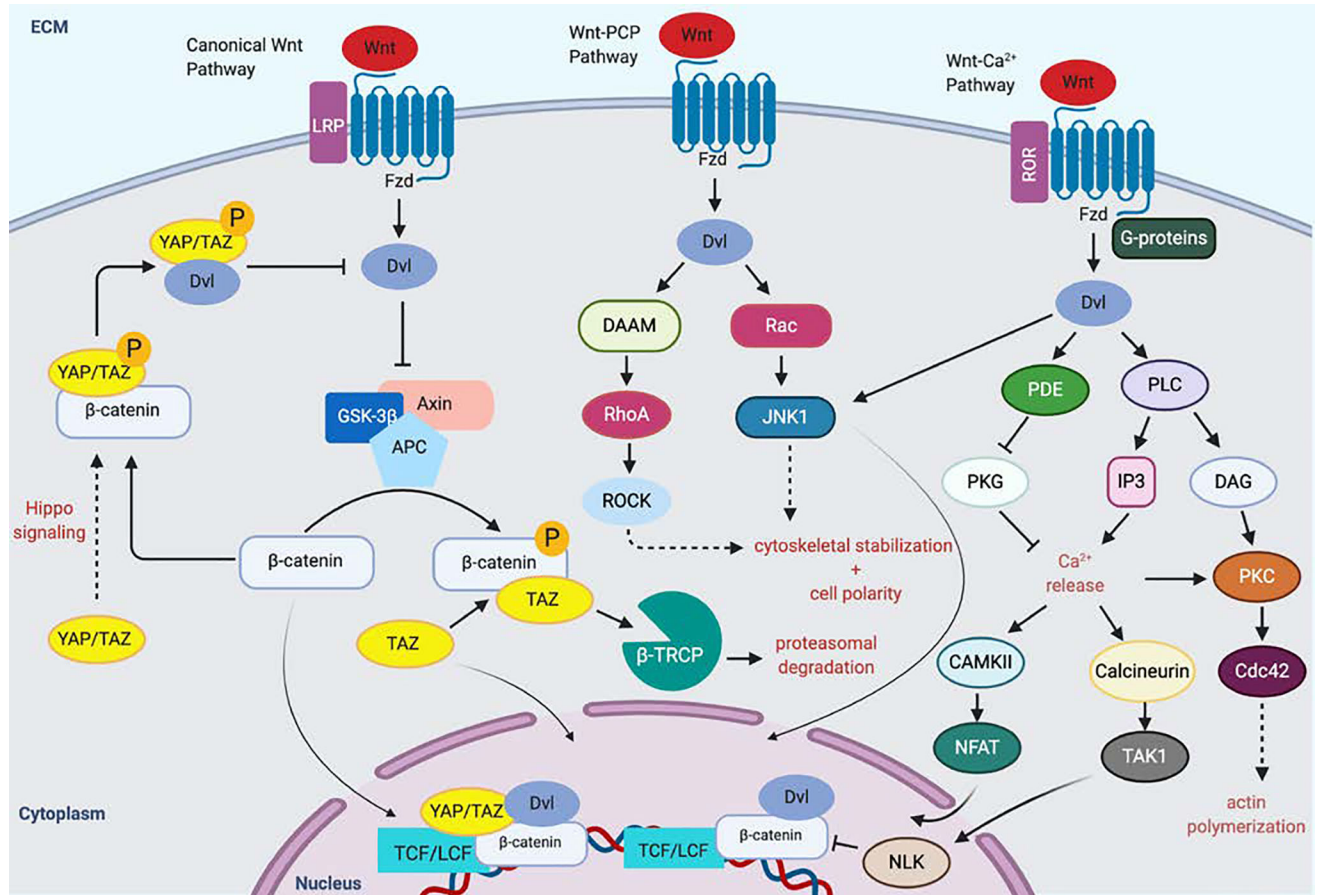 ECM
Canonical Wnt
Pathway
Wnt
LRP
Fzd
Wnt-PCP
Pathway
Wnt
Fzd
Wnt-Ca²⁺
Pathway
Wnt
ROR
Fzd
G-proteins
P
YAP/TAZ
Dvl
Dvl
Dvl
Dvl
P
YAP/TAZ
β-catenin
GSK-3β
Axin
APC
DAAM
Rac
RhoA
JNK1
ROCK
PDE
PLC
PKG
IP3
DAG
Hippo
signaling
β-catenin
P
β-catenin
TAZ
cytoskeletal stabilization
+
cell polarity
Ca²⁺
release
PKC
YAP/TAZ
TAZ
β-TRCP
proteasomal
degradation
CAMKII
Calcineurin
Cdc42
NFAT
TAK1
Cytoplasm
actin
polymerization
YAP/TAZ
Dvl
TCF/LCF
β-catenin
Dvl
TCF/LCF
β-catenin
NLK
Nucleus